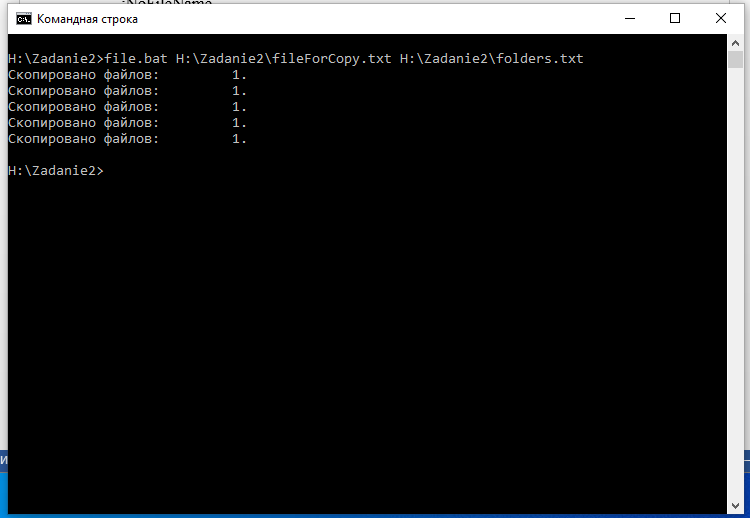 :NoFileName
Командная строка
H:\Zadanie2>file.bat H:\Zadanie2\fileForCopy.txt H:\Zadanie2\folders.txt
Скопировано файлов:         1.
Скопировано файлов:         1.
Скопировано файлов:         1.
Скопировано файлов:         1.
Скопировано файлов:         1.
H:\Zadanie2>